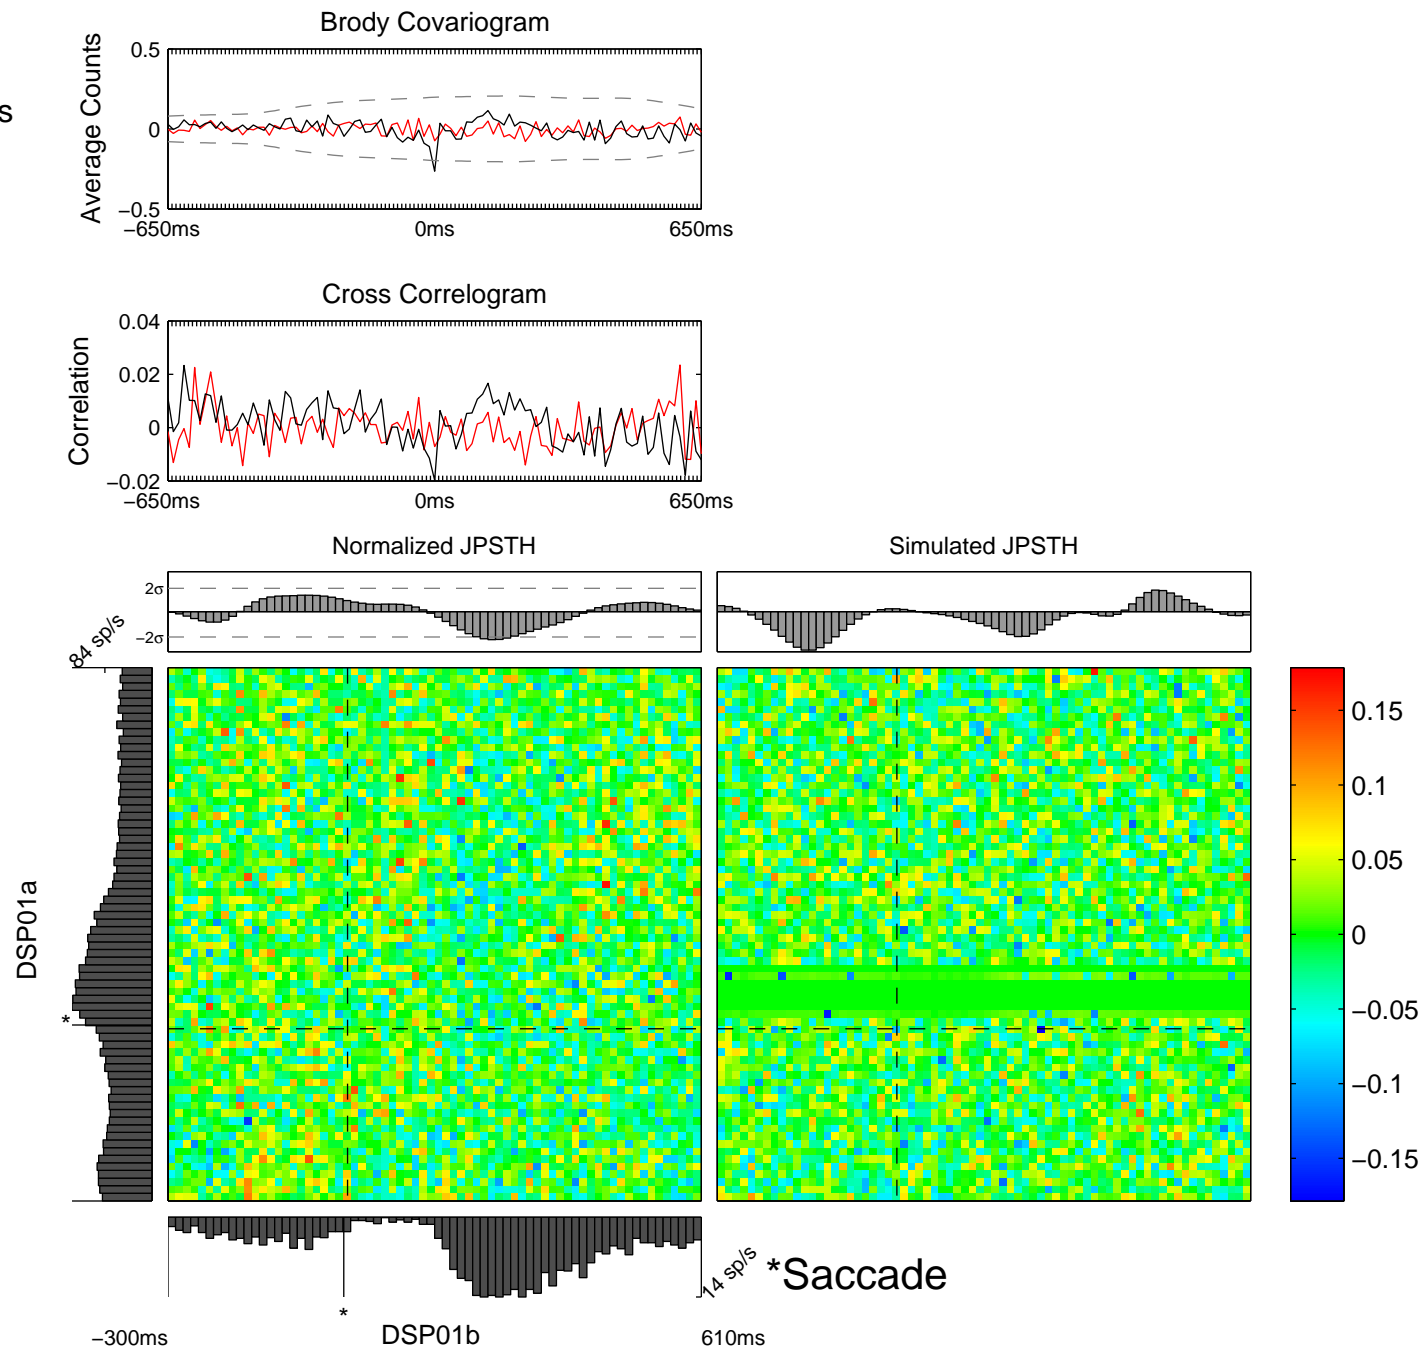 Brody Covariogram
s
Average Counts
0.5
0
−0.5
−650ms 0ms 650ms
Cross Correlogram
Correlation
0.04
0.02
0
−0.02
−650ms 0ms 650ms
Normalized JPSTH
Simulated JPSTH
2σ
−2σ
84 sp/s
DSP01a
*
0.15
0.1
0.05
0
−0.05
−0.1
−0.15
14 sp/s
*Saccade
*
−300ms DSP01b 610ms